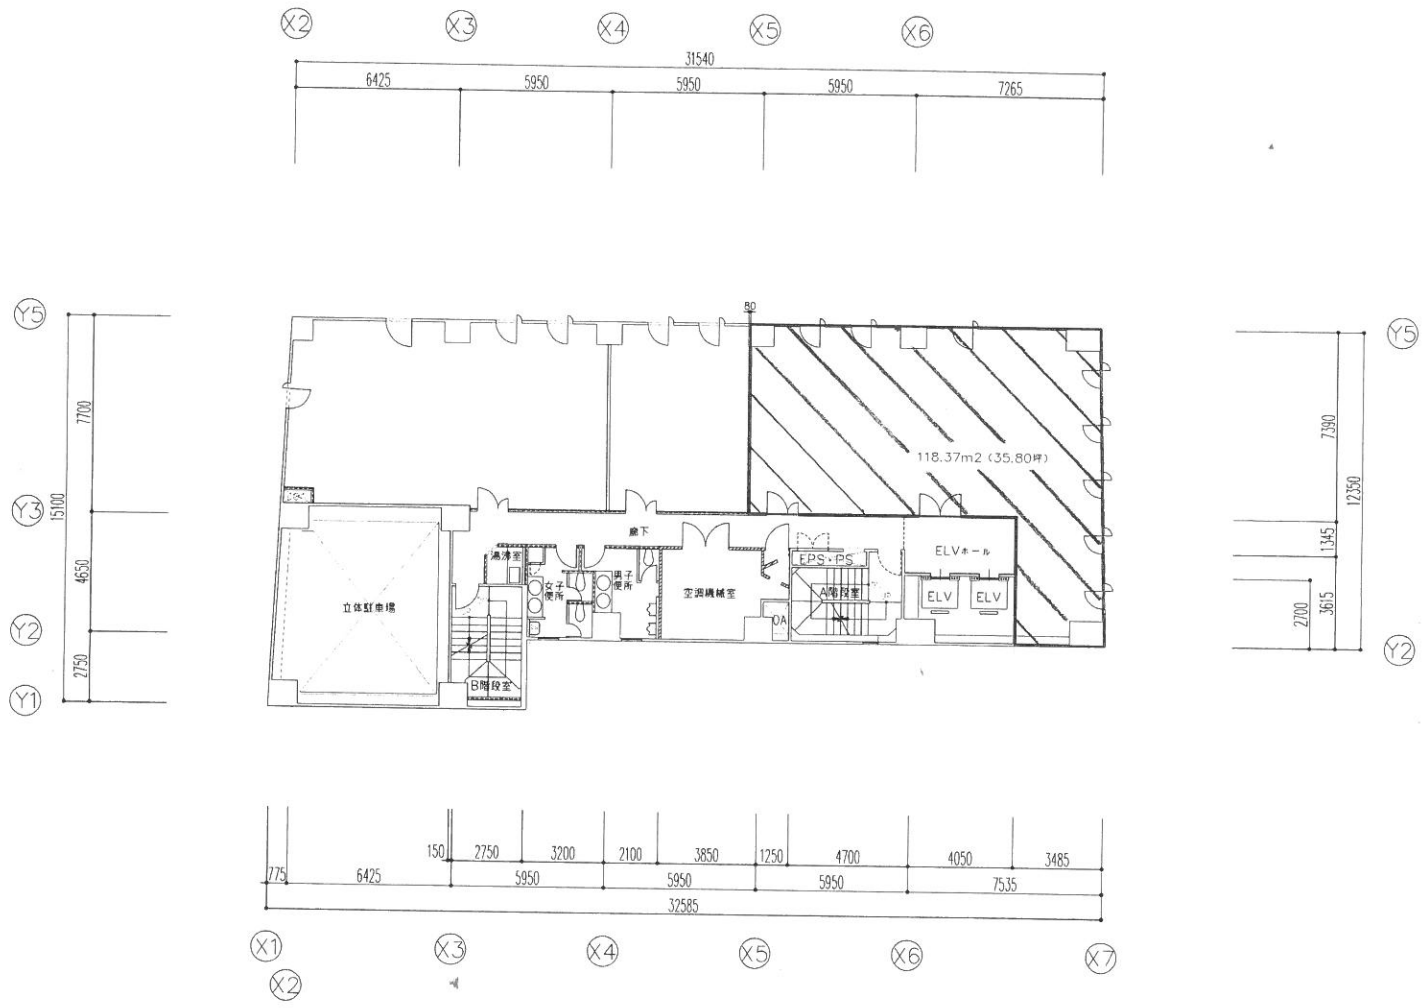 X2 X3 X4 X5 X6
31540
6425 5950 5950 5950 7265
80
Y5 Y5
7700 7390
118.37m2 (35.80坪)
15100 12350
Y3
廊下
1345
ELVホール
湯沸室
EPS・PS
4650
女子便所
男子便所
空調機械室
A階段室
ELV ELV
立体駐車場
OA
2700 3615
Y2 Y2
2750
B階段室
Y1
150 2750 3200 2100 3850 1250 4700 4050 3485
775 6425 5950 5950 5950 7535
32585
X1 X3 X4 X5 X6 X7
X2